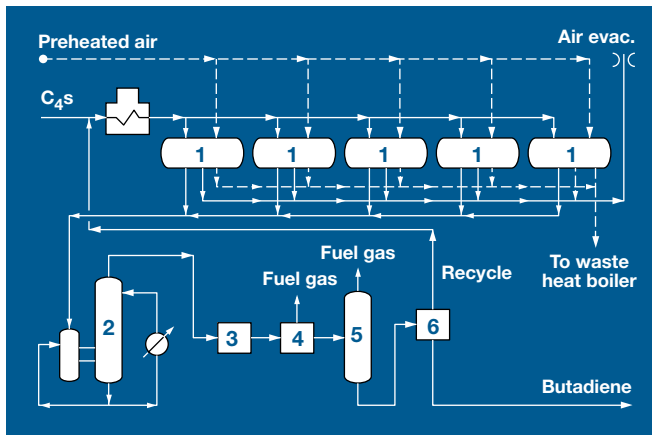 Preheated air
Air evac.
C₄s
1 1 1 1 1
To waste
heat boiler
Recycle
Fuel gas
Fuel gas
2
3
4
5
6
Butadiene